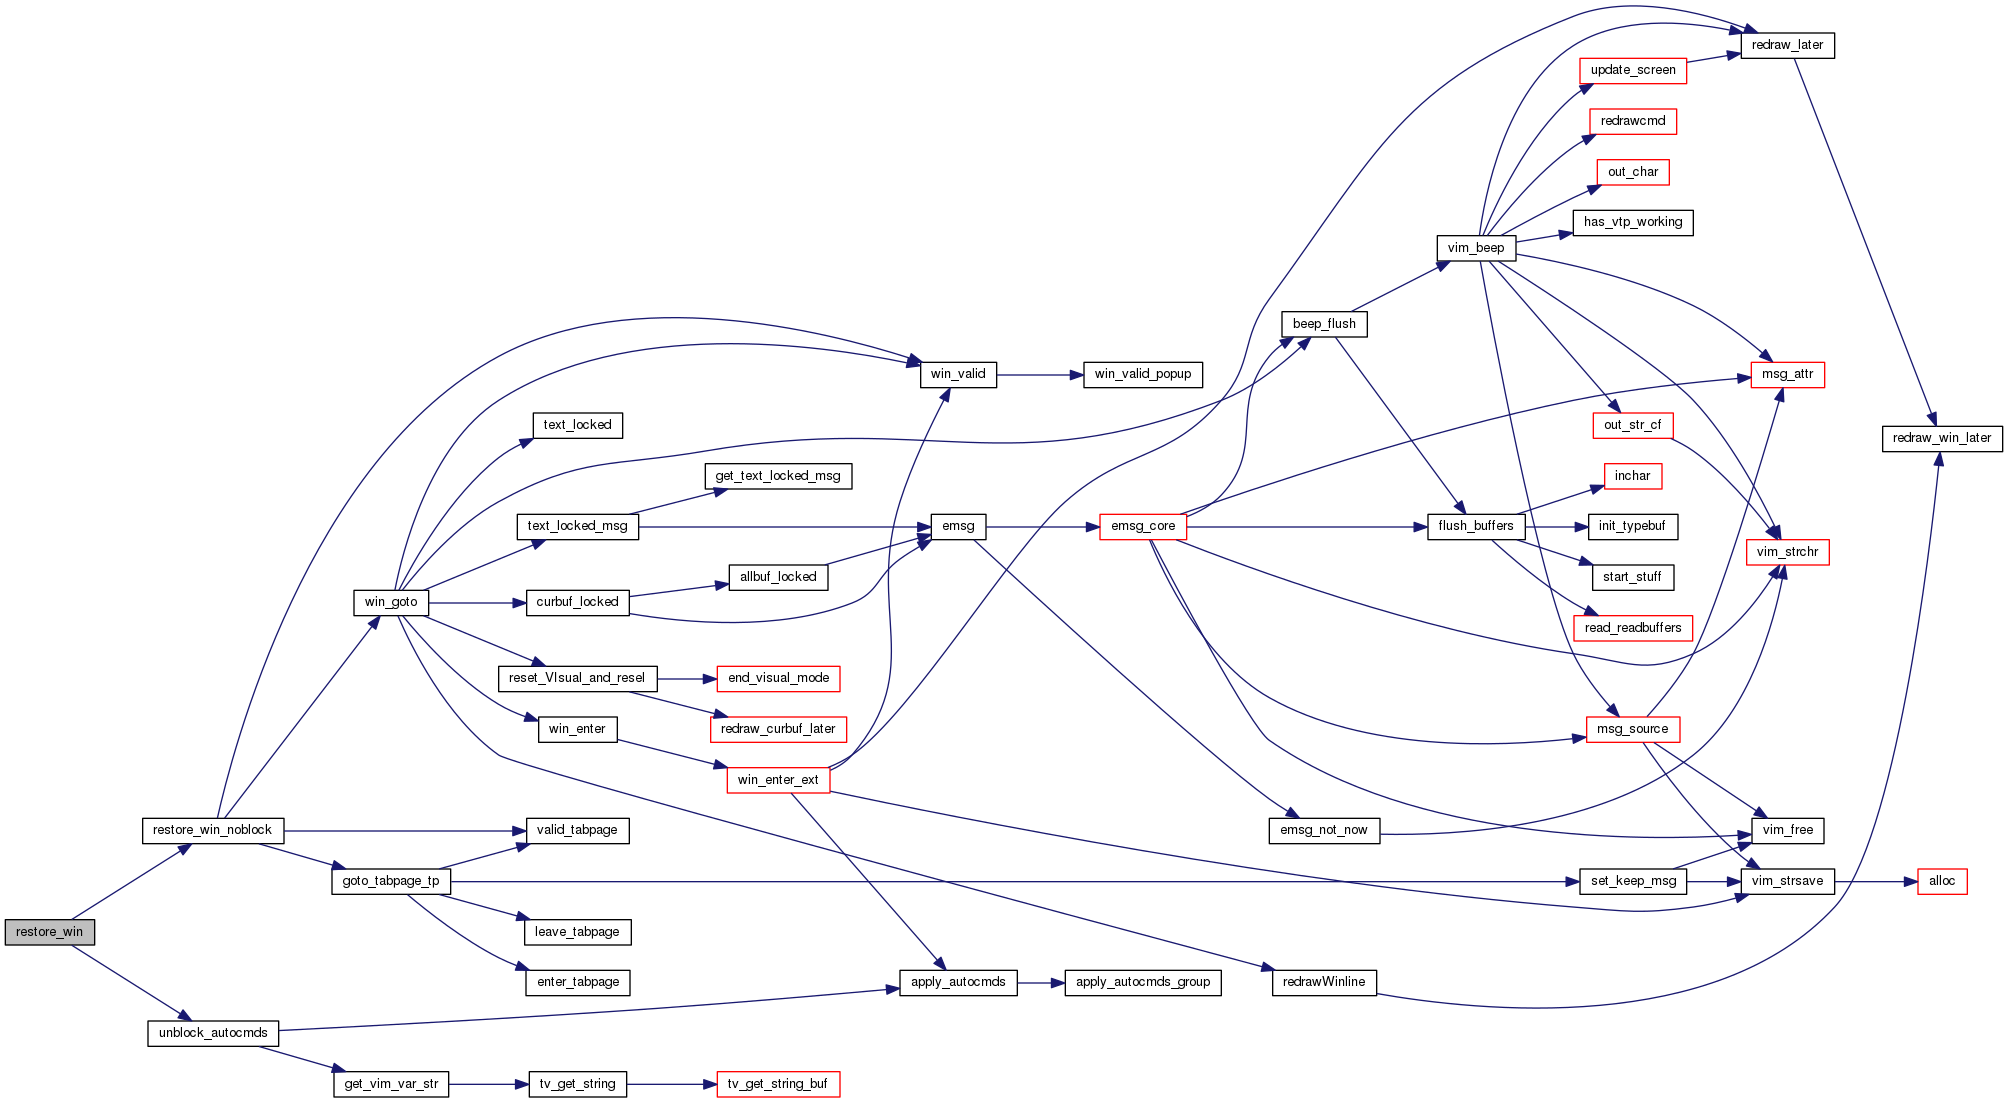 redraw_later
update_screen
redrawcmd
out_char
has_vtp_working
vim_beep
beep_flush
win_valid
win_valid_popup
msg_attr
text_locked
out_str_cf
redraw_win_later
get_text_locked_msg
inchar
text_locked_msg
emsg
emsg_core
flush_buffers
init_typebuf
vim_strchr
allbuf_locked
start_stuff
win_goto
curbuf_locked
read_readbuffers
reset_VIsual_and_resel
end_visual_mode
win_enter
redraw_curbuf_later
msg_source
win_enter_ext
restore_win_noblock
valid_tabpage
emsg_not_now
vim_free
goto_tabpage_tp
set_keep_msg
vim_strsave
alloc
restore_win
leave_tabpage
enter_tabpage
apply_autocmds
apply_autocmds_group
redrawWinline
unblock_autocmds
get_vim_var_str
tv_get_string
tv_get_string_buf